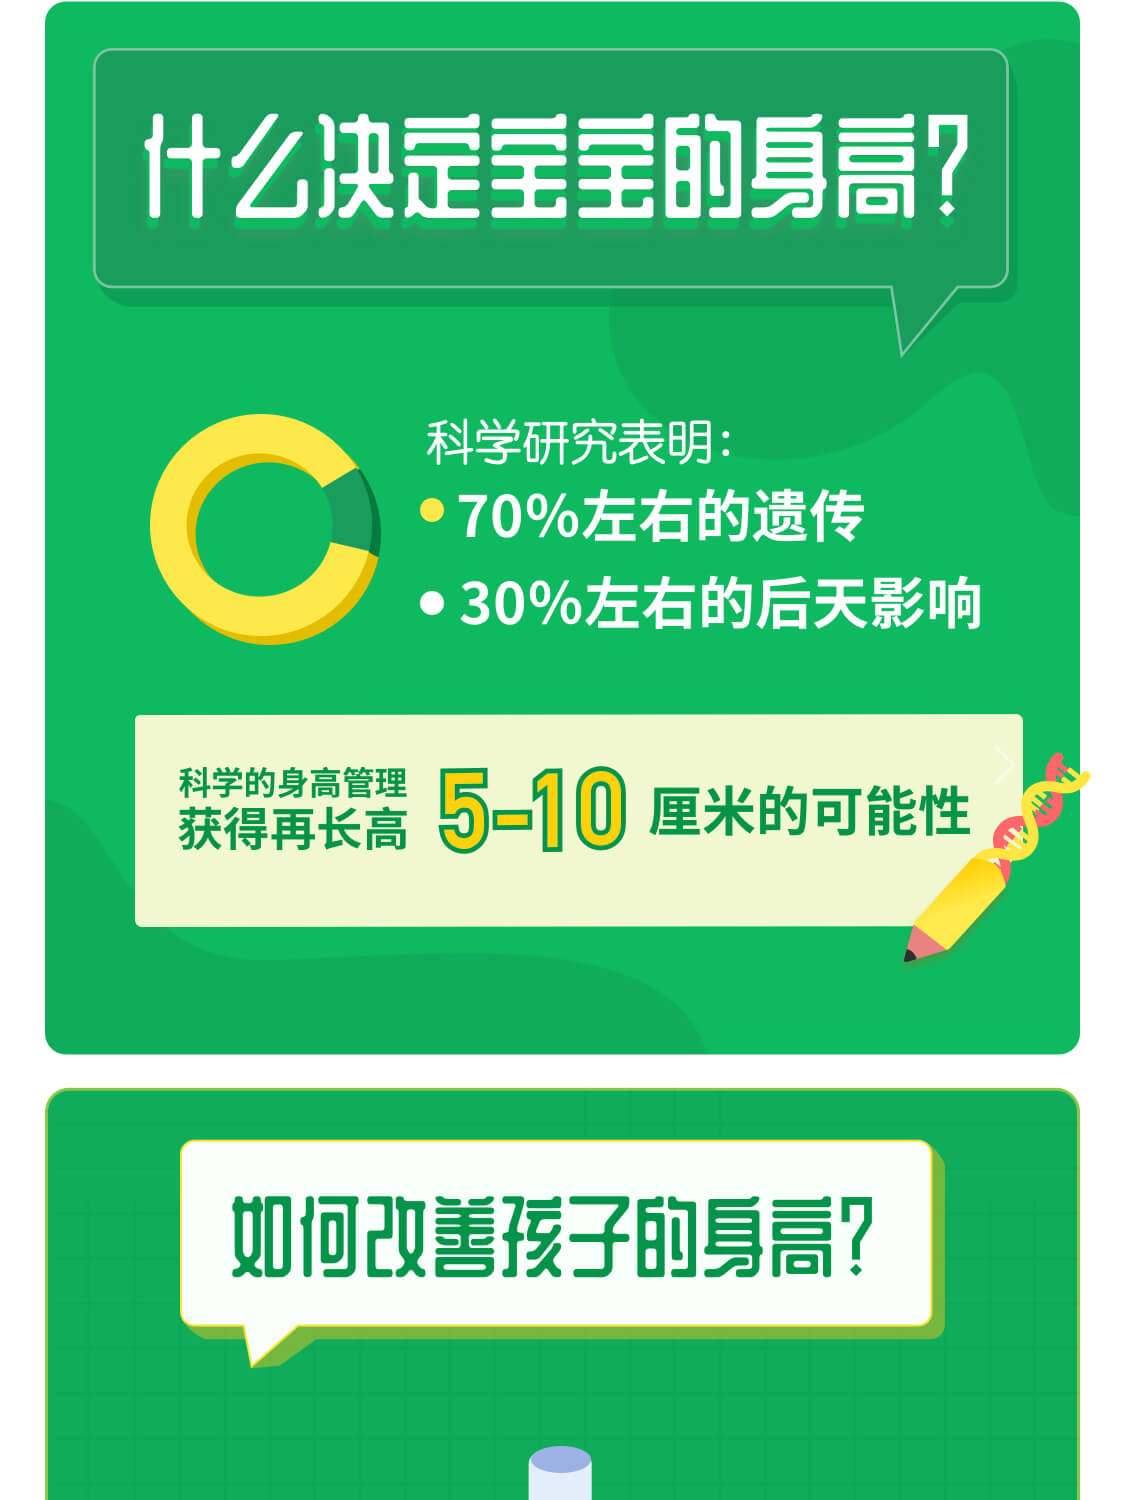 什么决定宝宝的身高?
科学研究表明:
70%左右的遗传
30%左右的后天影响
科学的身高管理
获得再长高 5-10 厘米的可能性
如何改善孩子的身高?